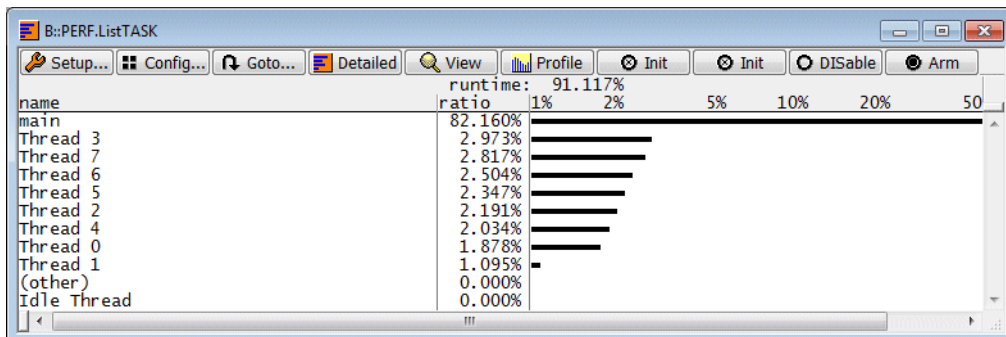 B::PERF.ListTASK
Setup... Config... Goto... Detailed View Profile Init Init DISable Arm
runtime: 91.117%
name ratio 1% 2% 5% 10% 20% 50
main 82.160%
Thread 3 2.973%
Thread 7 2.817%
Thread 6 2.504%
Thread 5 2.347%
Thread 2 2.191%
Thread 4 2.034%
Thread 0 1.878%
Thread 1 1.095%
(other) 0.000%
Idle Thread 0.000%